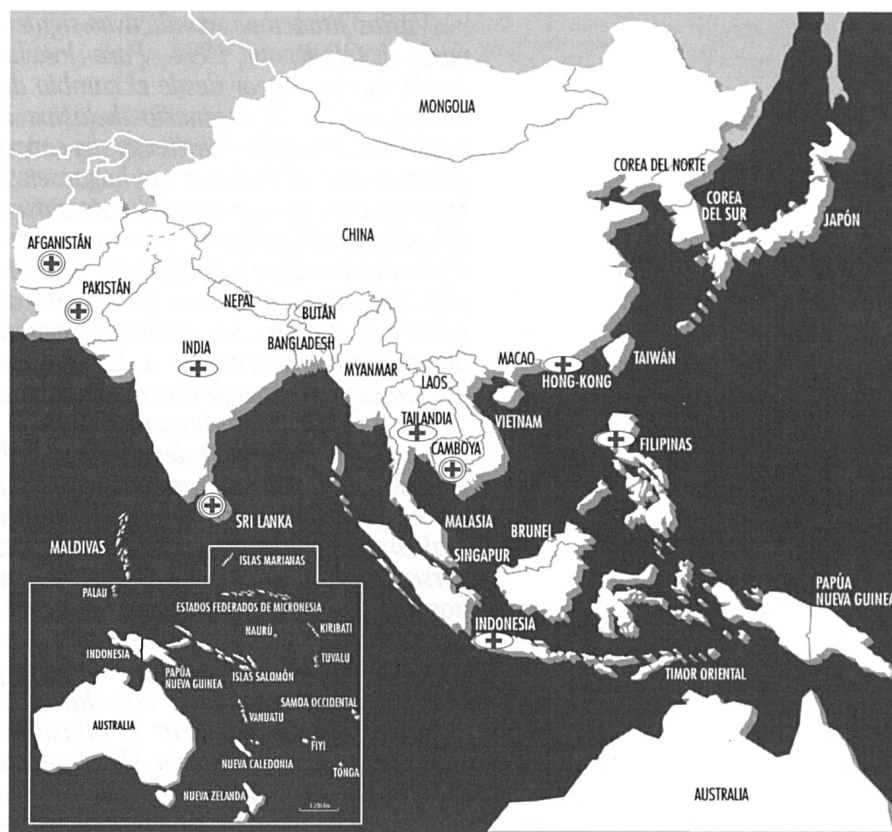 MONGOLIA
COREA DEL NORTE
COREA
DEL SUR
JAPÓN
CHINA
AFGANISTÁN
PAKISTÁN
NEPAL
BUTÁN
BANGLADESH
INDIA
MYANMAR
LAOS
MACAO
HONG-KONG
TAIWÁN
TAILANDIA
VIETNAM
CAMBOYA
FILIPINAS
SRI LANKA
MALASIA
BRUNEI
SINGAPUR
MALDIVAS
INDONESIA
PAPÚA
NUEVA GUINEA
TIMOR ORIENTAL
AUSTRALIA
ISLAS MARIANAS
PALAU
ESTADOS FEDERADOS DE MICRONESIA
NAURÚ
KIRIBATI
INDONESIA
TUVALU
PAPÚA
NUEVA GUINEA
ISLAS SALOMÓN
SAMOA OCCIDENTAL
VANUATU
AUSTRALIA
FIYI
NUEVA CALEDONIA
TONGA
NUEVA ZELANDA